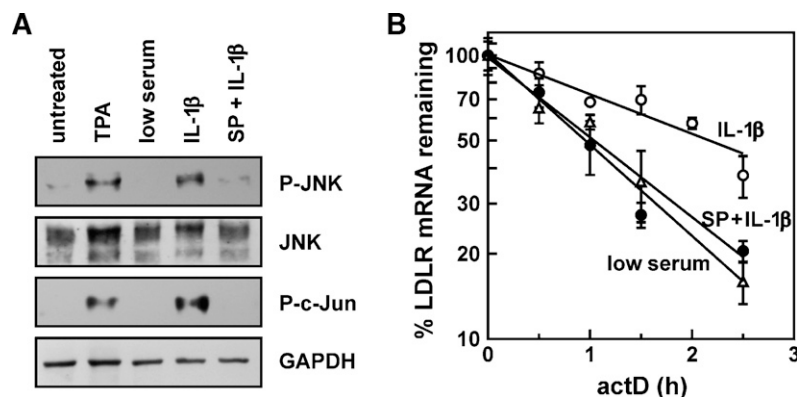 A
untreated
TPA
low serum
IL-1β
SP + IL-1β
P-JNK
JNK
P-c-Jun
GAPDH
B
% LDLR mRNA remaining
100
70
50
30
20
10
IL-1β
SP+IL-1β
low serum
0
1
2
3
actD (h)